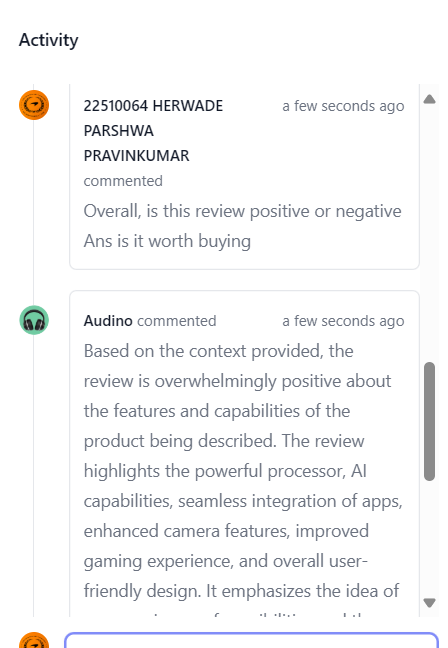 Activity
22510064 HERWADE a few seconds ago
PARSHWA
PRAVINKUMAR
commented
Overall, is this review positive or negative
Ans is it worth buying
Audino commented a few seconds ago
Based on the context provided, the
review is overwhelmingly positive about
the features and capabilities of the
product being described. The review
highlights the powerful processor, AI
capabilities, seamless integration of apps,
enhanced camera features, improved
gaming experience, and overall user-
friendly design. It emphasizes the idea of